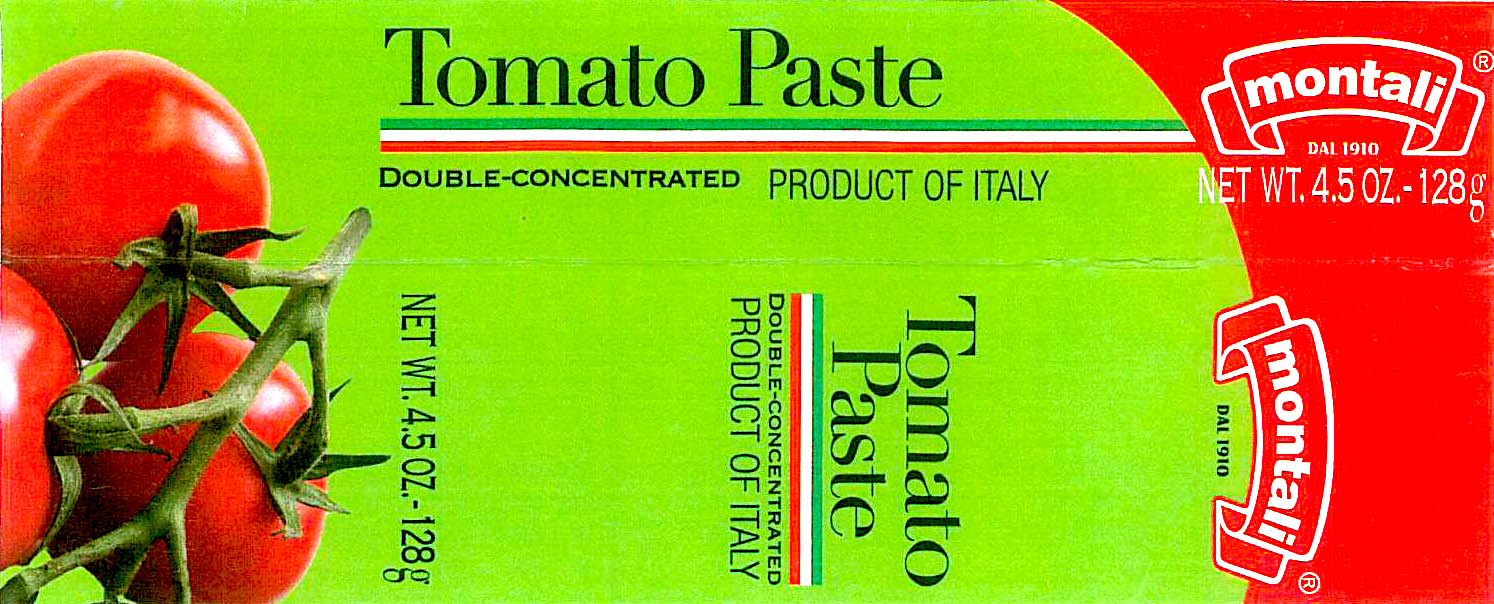 Tomato Paste
DOUBLE-CONCENTRATED PRODUCT OF ITALY
montali ®
DAL 1910
NET WT. 4.5 OZ.-128g
montali ®
DAL 1910
Tomato
Paste
DOUBLE-CONCENTRATED
PRODUCT OF ITALY
NET WT. 4.5 OZ.-128g